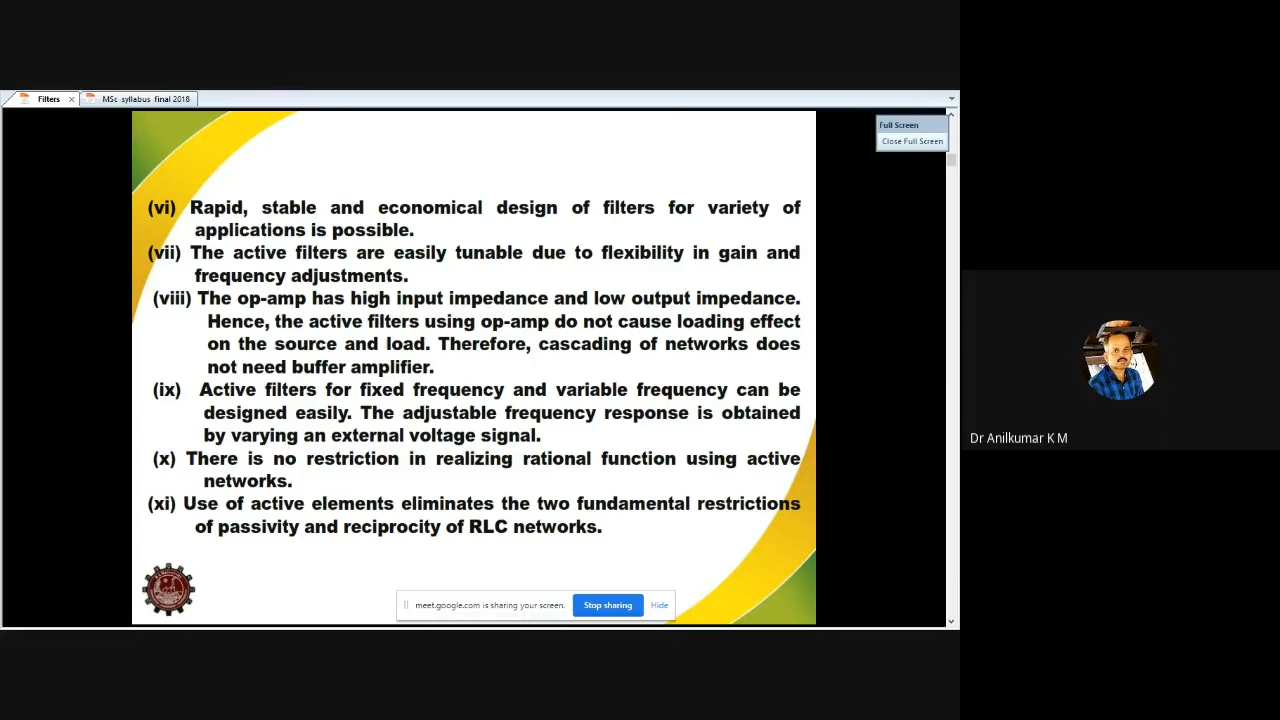 Filters
MSc syllabus final 2018
Full Screen
Close Full Screen
(vi) Rapid, stable and economical design of filters for variety of
applications is possible.
(vii) The active filters are easily tunable due to flexibility in gain and
frequency adjustments.
(viii) The op-amp has high input impedance and low output impedance.
Hence, the active filters using op-amp do not cause loading effect
on the source and load. Therefore, cascading of networks does
not need buffer amplifier.
(ix) Active filters for fixed frequency and variable frequency can be
designed easily. The adjustable frequency response is obtained
by varying an external voltage signal.
(x) There is no restriction in realizing rational function using active
networks.
(xi) Use of active elements eliminates the two fundamental restrictions
of passivity and reciprocity of RLC networks.
meet.google.com is sharing your screen.
Stop sharing
Hide
Dr Anilkumar K M